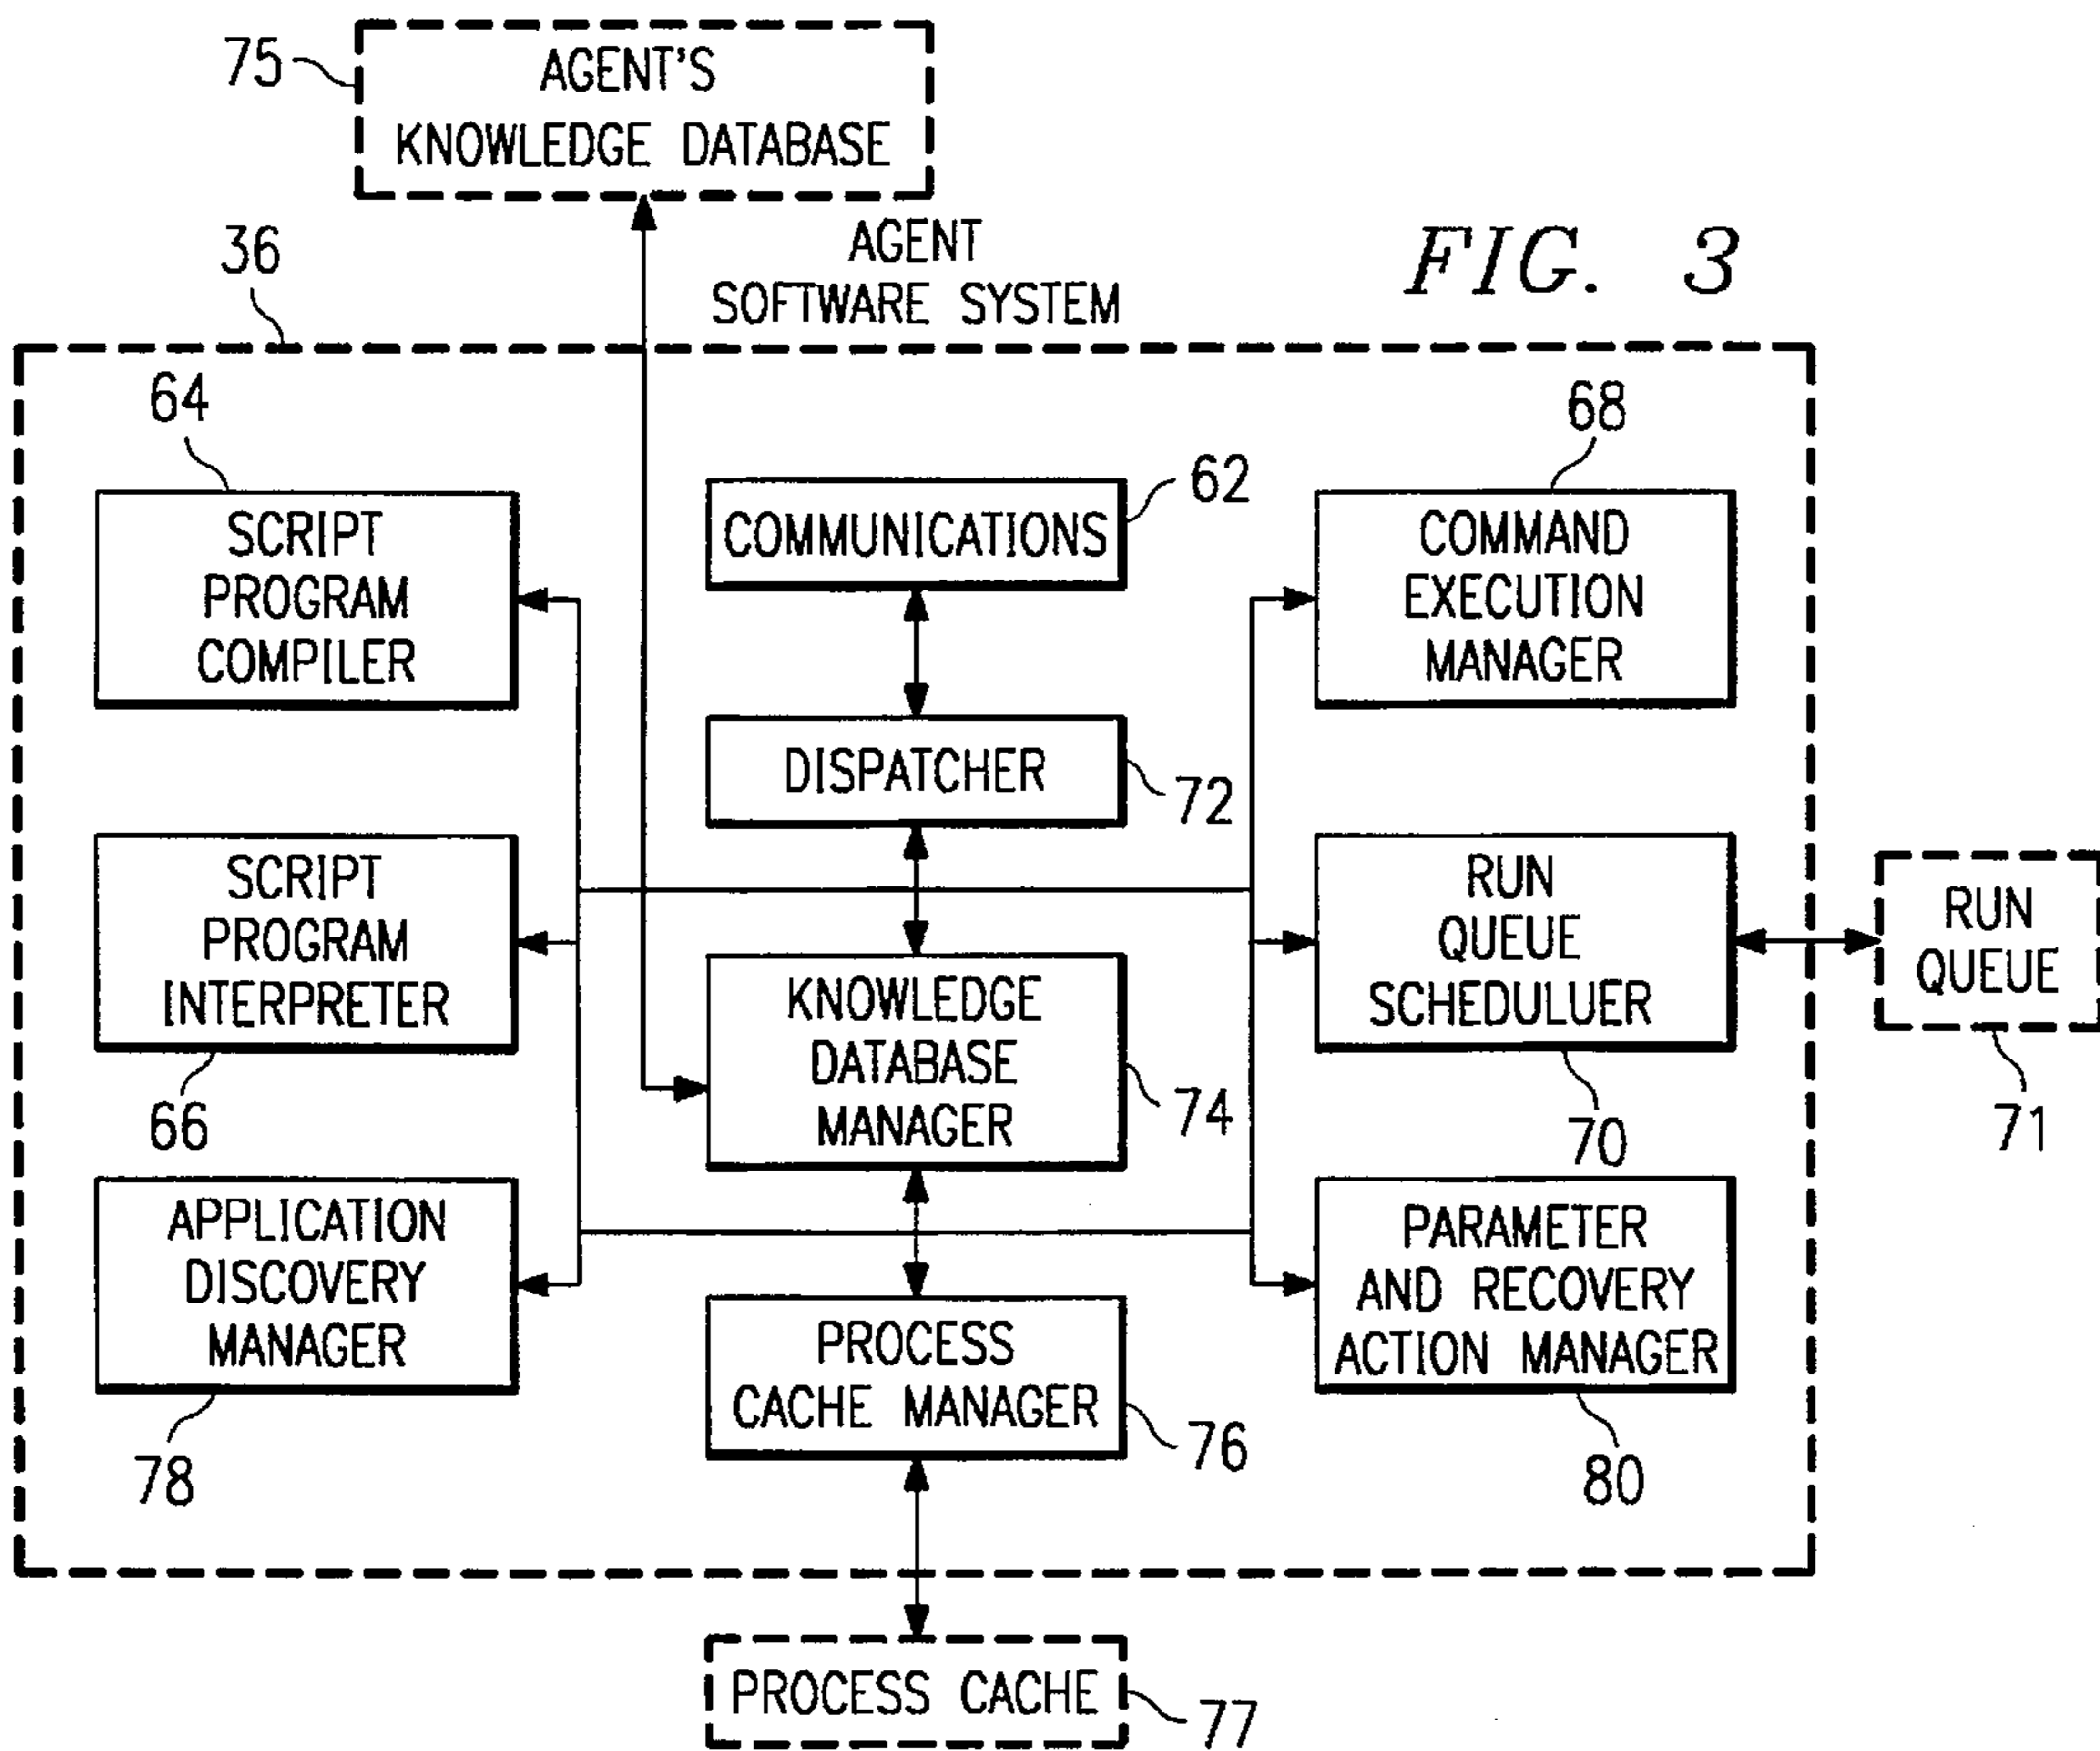 75
AGENT'S
KNOWLEDGE DATABASE
36
AGENT
SOFTWARE SYSTEM
FIG. 3
64
SCRIPT
PROGRAM
COMPILER
62
COMMUNICATIONS
68
COMMAND
EXECUTION
MANAGER
DISPATCHER
72
SCRIPT
PROGRAM
INTERPRETER
66
KNOWLEDGE
DATABASE
MANAGER
74
RUN
QUEUE
SCHEDULUER
70
RUN
QUEUE
71
APPLICATION
DISCOVERY
MANAGER
78
PROCESS
CACHE MANAGER
76
PARAMETER
AND RECOVERY
ACTION MANAGER
80
PROCESS CACHE
77